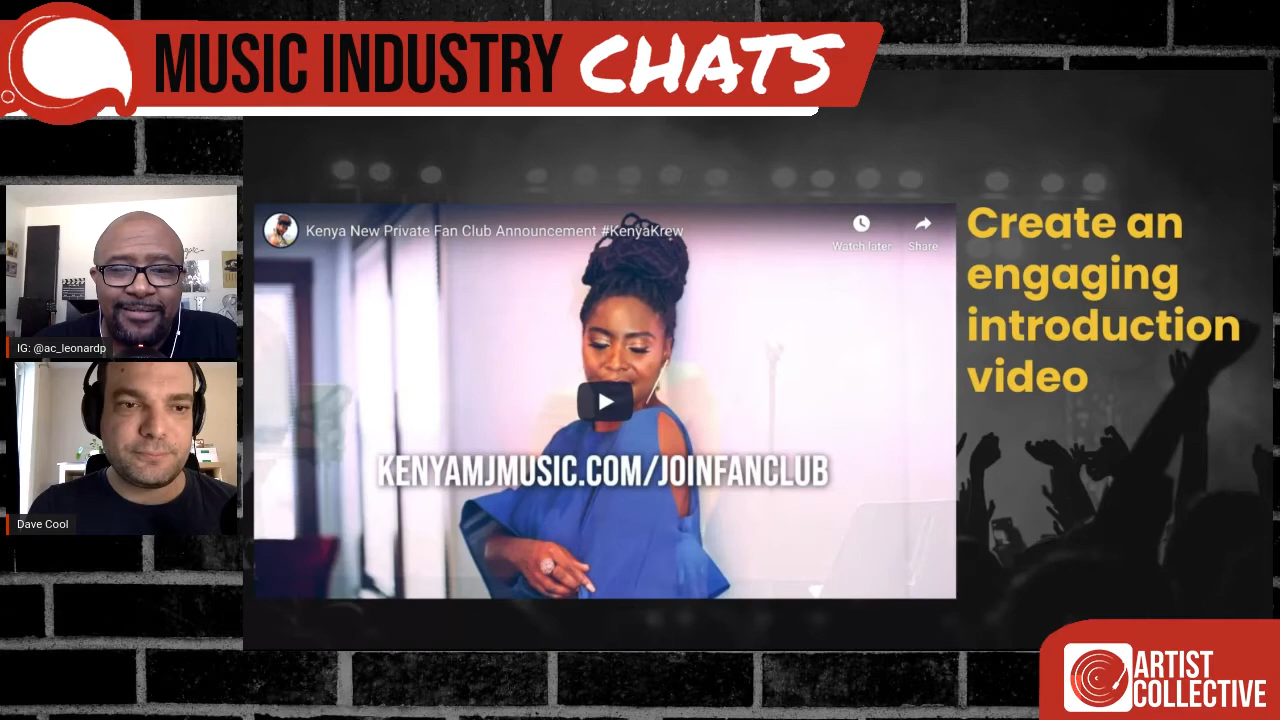 MUSIC INDUSTRY CHATS
IG: @ac_leonardp
Dave Cool
Kenya New Private Fan Club Announcement #KenyaKrew
Watch later
Share
KENYAMJMUSIC.COM/JOINFANCLUB
Create an
engaging
introduction
video
ARTIST
COLLECTIVE